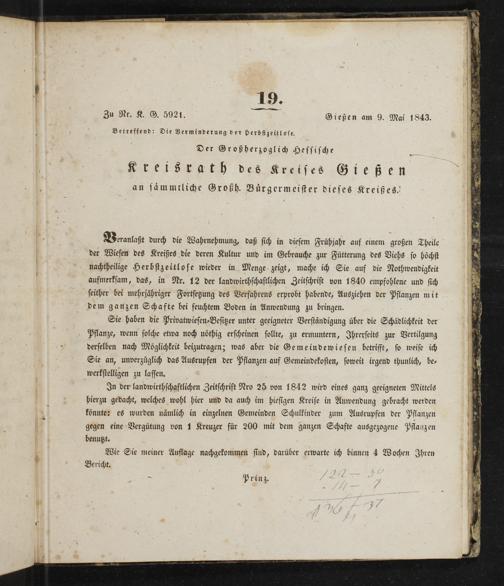 19.
Zu Nr. K. G. 5921. Gießen am 9. Mai 1843.
Betreffend: Die Verminderung der Herbstzeitlose.
Der Großherzoglich Hessische
Kreisrath des Kreises Gießen
an sämmtliche Großh. Bürgermeister dieses Kreises.
Veranlaßt durch die Wahrnehmung, daß sich in diesem Frühjahr auf einem großen Theile
der Wiesen des Kreises die deren Kultur und im Gebrauche zur Fütterung des Viehs so höchst
nachtheilige Herbstzeitlose wieder in Menge zeigt, mache ich Sie auf die Nothwendigkeit
aufmerksam, das, in Nr. 12 der landwirthschaftlichen Zeitschrift von 1840 empfohlene und sich
seither bei mehrjähriger Fortsetzung des Verfahrens erprobt habende, Ausziehen der Pflanzen mit
dem ganzen Schafte bei feuchtem Boden in Anwendung zu bringen.
Sie haben die Privatwiesen-Besitzer unter geeigneter Verständigung über die Schädlichkeit der
Pflanze, wenn solche etwa noch nöthig erscheinen sollte, zu ermuntern, Ihrerseits zur Vertilgung
derselben nach Möglichkeit beizutragen; was aber die Gemeindewiesen betrifft, so weise ich
Sie an, unverzüglich das Ausrupfen der Pflanzen auf Gemeindekosten, soweit irgend thunlich, be-
werkstelligen zu lassen.
In der landwirthschaftlichen Zeitschrift Nro 25 von 1842 wird eines ganz geeigneten Mittels
hierzu gedacht, welches wohl hier und da auch im hiesigen Kreise in Anwendung gebracht werden
könnte: es wurden nämlich in einzelnen Gemeinden Schulkinder zum Ausrupfen der Pflanzen
gegen eine Vergütung von 1 Kreuzer für 200 mit dem ganzen Schafte ausgezogene Pflanzen
benutzt.
Wie Sie meiner Auflage nachgekommen sind, darüber erwarte ich binnen 4 Wochen Ihren
Bericht.
Prinz.